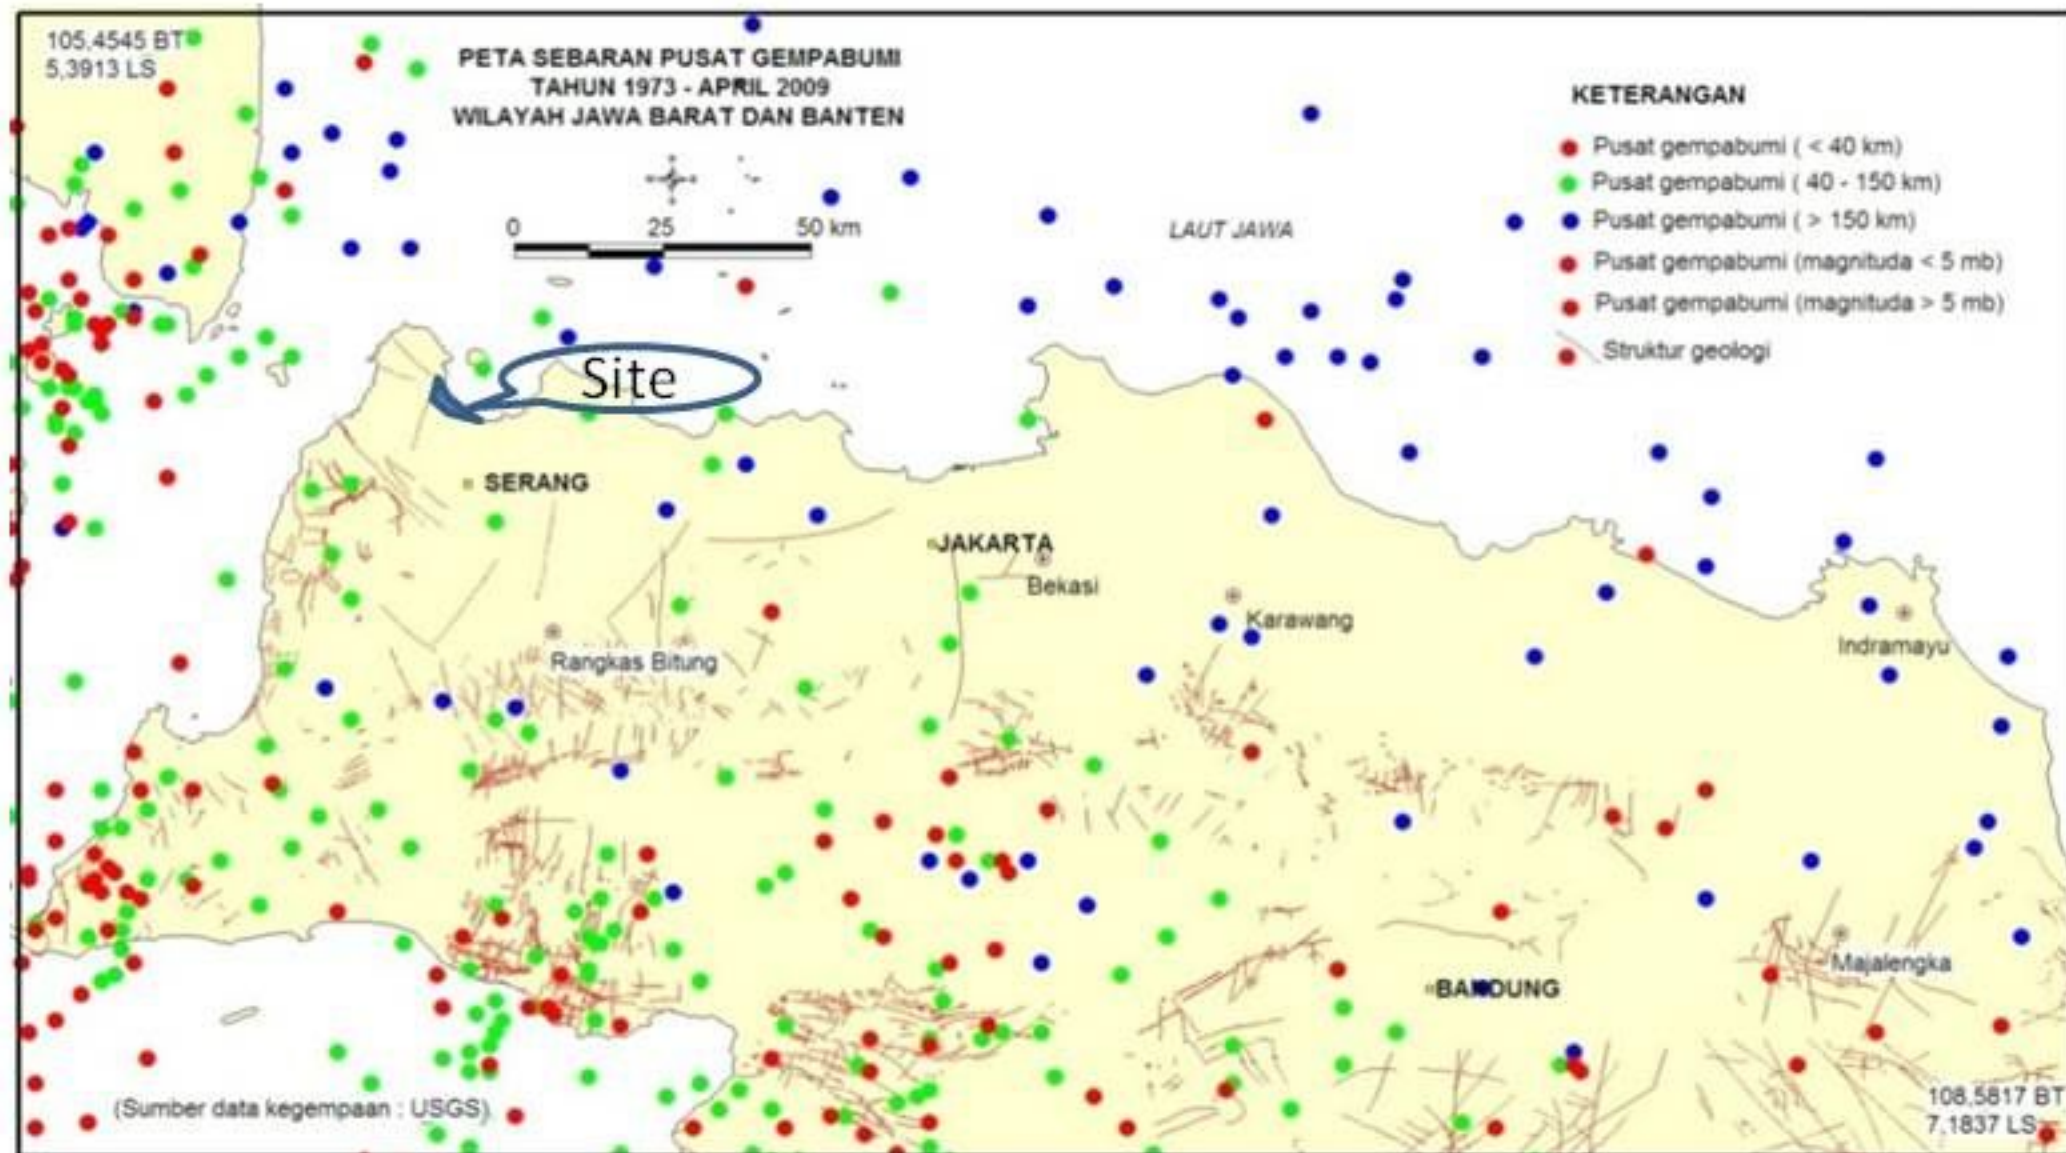 105,4545 BT
5,3913 LS
PETA SEBARAN PUSAT GEMPABUMI
TAHUN 1973 - APRIL 2009
WILAYAH JAWA BARAT DAN BANTEN
0 25 50 km
LAUT JAWA
KETERANGAN
Pusat gempabumi ( < 40 km)
Pusat gempabumi ( 40 - 150 km)
Pusat gempabumi ( > 150 km)
Pusat gempabumi (magnituda < 5 mb)
Pusat gempabumi (magnituda > 5 mb)
Struktur geologi
Site
SERANG
JAKARTA
Bekasi
Karawang
Indramayu
Rangkas Bitung
Majalengka
BANDUNG
(Sumber data kegempaan : USGS)
108,5817 BT
7,1837 LS